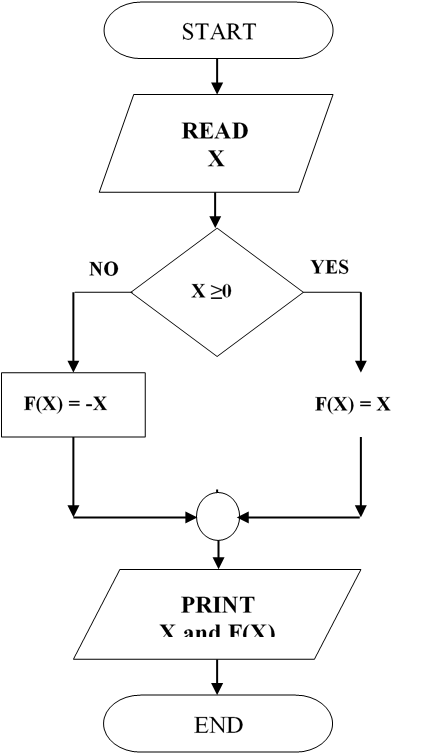 START
READ
X
NO
YES
X ≥0
F(X) = -X
F(X) = X
PRINT
X and F(X)
END